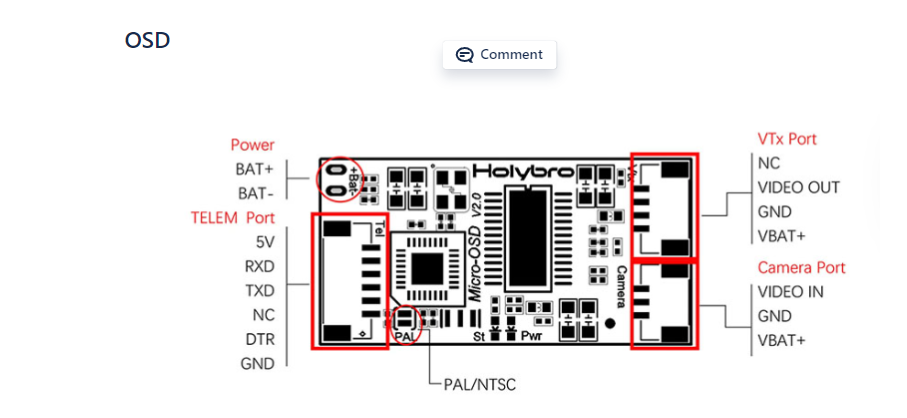 OSD
Comment
Power
BAT+
BAT-
TELEM Port
5V
RXD
TXD
NC
DTR
GND
+Bat-
Tel
PAL
Holybro
Micro-OSD V2.0
St
Pwr
Vtx
Camera
PAL/NTSC
VTx Port
NC
VIDEO OUT
GND
VBAT+
Camera Port
VIDEO IN
GND
VBAT+